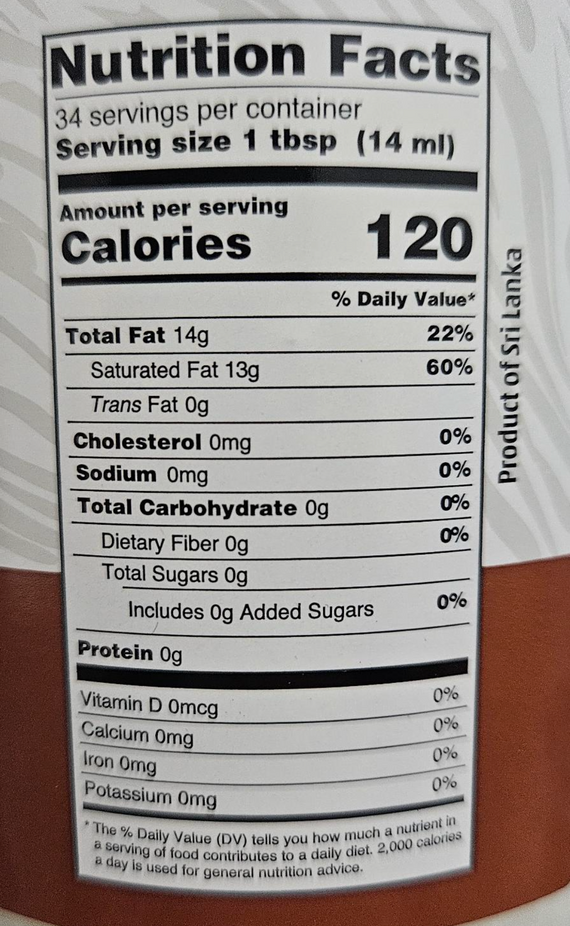 Nutrition Facts
34 servings per container
Serving size 1 tbsp (14 ml)
Amount per serving
Calories 120
% Daily Value*
Total Fat 14g 22%
Saturated Fat 13g 60%
Trans Fat 0g
Cholesterol 0mg 0%
Sodium 0mg 0%
Total Carbohydrate 0g 0%
Dietary Fiber 0g 0%
Total Sugars 0g
Includes 0g Added Sugars 0%
Protein 0g
Vitamin D 0mcg 0%
Calcium 0mg 0%
Iron 0mg 0%
Potassium 0mg 0%
* The % Daily Value (DV) tells you how much a nutrient in
a serving of food contributes to a daily diet. 2,000 calories
a day is used for general nutrition advice.
Product of Sri Lanka